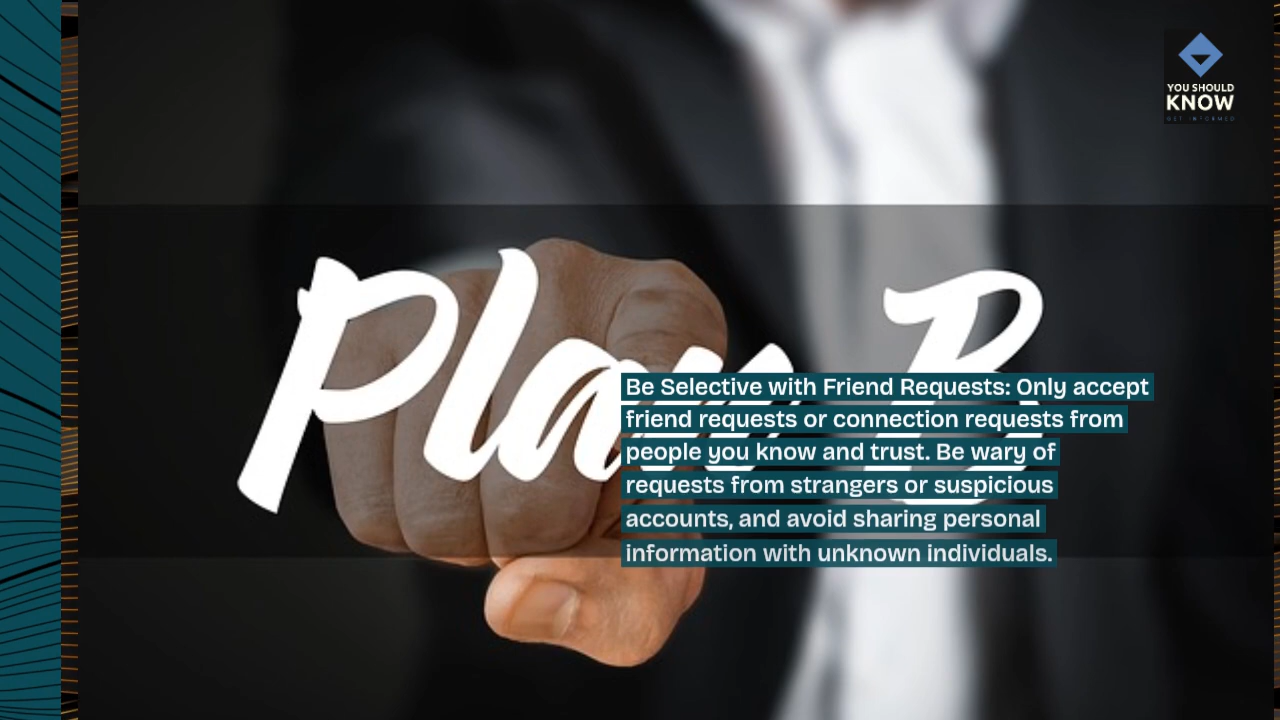 YOU SHOULD
KNOW
GET INFORMED
Plan B
Be Selective with Friend Requests: Only accept
friend requests or connection requests from
people you know and trust. Be wary of
requests from strangers or suspicious
accounts, and avoid sharing personal
information with unknown individuals.